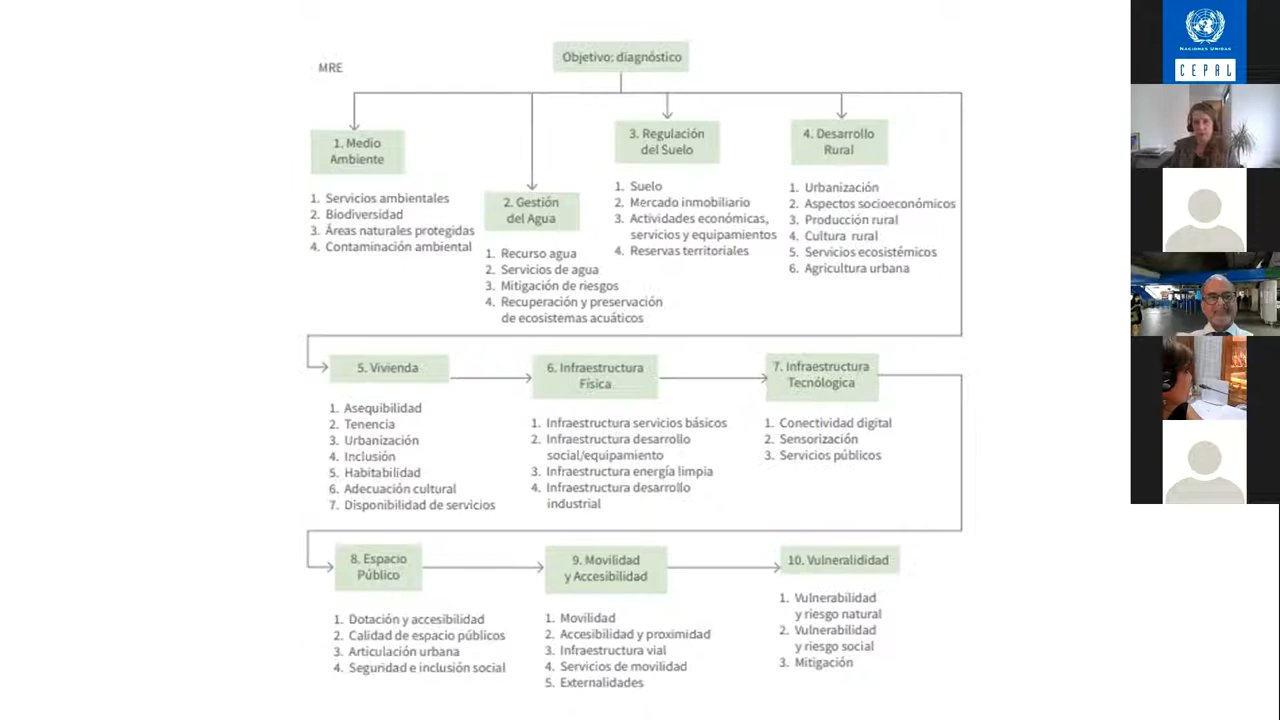 MRE
Objetivo: diagnóstico
1. Medio
Ambiente
1. Servicios ambientales
2. Biodiversidad
3. Áreas naturales protegidas
4. Contaminación ambiental
2. Gestión
del Agua
1. Recurso agua
2. Servicios de agua
3. Mitigación de riesgos
4. Recuperación y preservación
de ecosistemas acuáticos
3. Regulación
del Suelo
1. Suelo
2. Mercado inmobiliario
3. Actividades económicas,
servicios y equipamientos
4. Reservas territoriales
4. Desarrollo
Rural
1. Urbanización
2. Aspectos socioeconómicos
3. Producción rural
4. Cultura rural
5. Servicios ecosistémicos
6. Agricultura urbana
5. Vivienda
1. Asequibilidad
2. Tenencia
3. Urbanización
4. Inclusión
5. Habitabilidad
6. Adecuación cultural
7. Disponibilidad de servicios
6. Infraestructura
Física
1. Infraestructura servicios básicos
2. Infraestructura desarrollo
social/equipamiento
3. Infraestructura energía limpia
4. Infraestructura desarrollo
industrial
7. Infraestructura
Tecnólogica
1. Conectividad digital
2. Sensorización
3. Servicios públicos
8. Espacio
Público
1. Dotación y accesibilidad
2. Calidad de espacio públicos
3. Articulación urbana
4. Seguridad e inclusión social
9. Movilidad
y Accesibilidad
1. Movilidad
2. Accesibilidad y proximidad
3. Infraestructura vial
4. Servicios de movilidad
5. Externalidades
10. Vulneralididad
1. Vulnerabilidad
y riesgo natural
2. Vulnerabilidad
y riesgo social
3. Mitigación
NACIONES UNIDAS
CEPAL